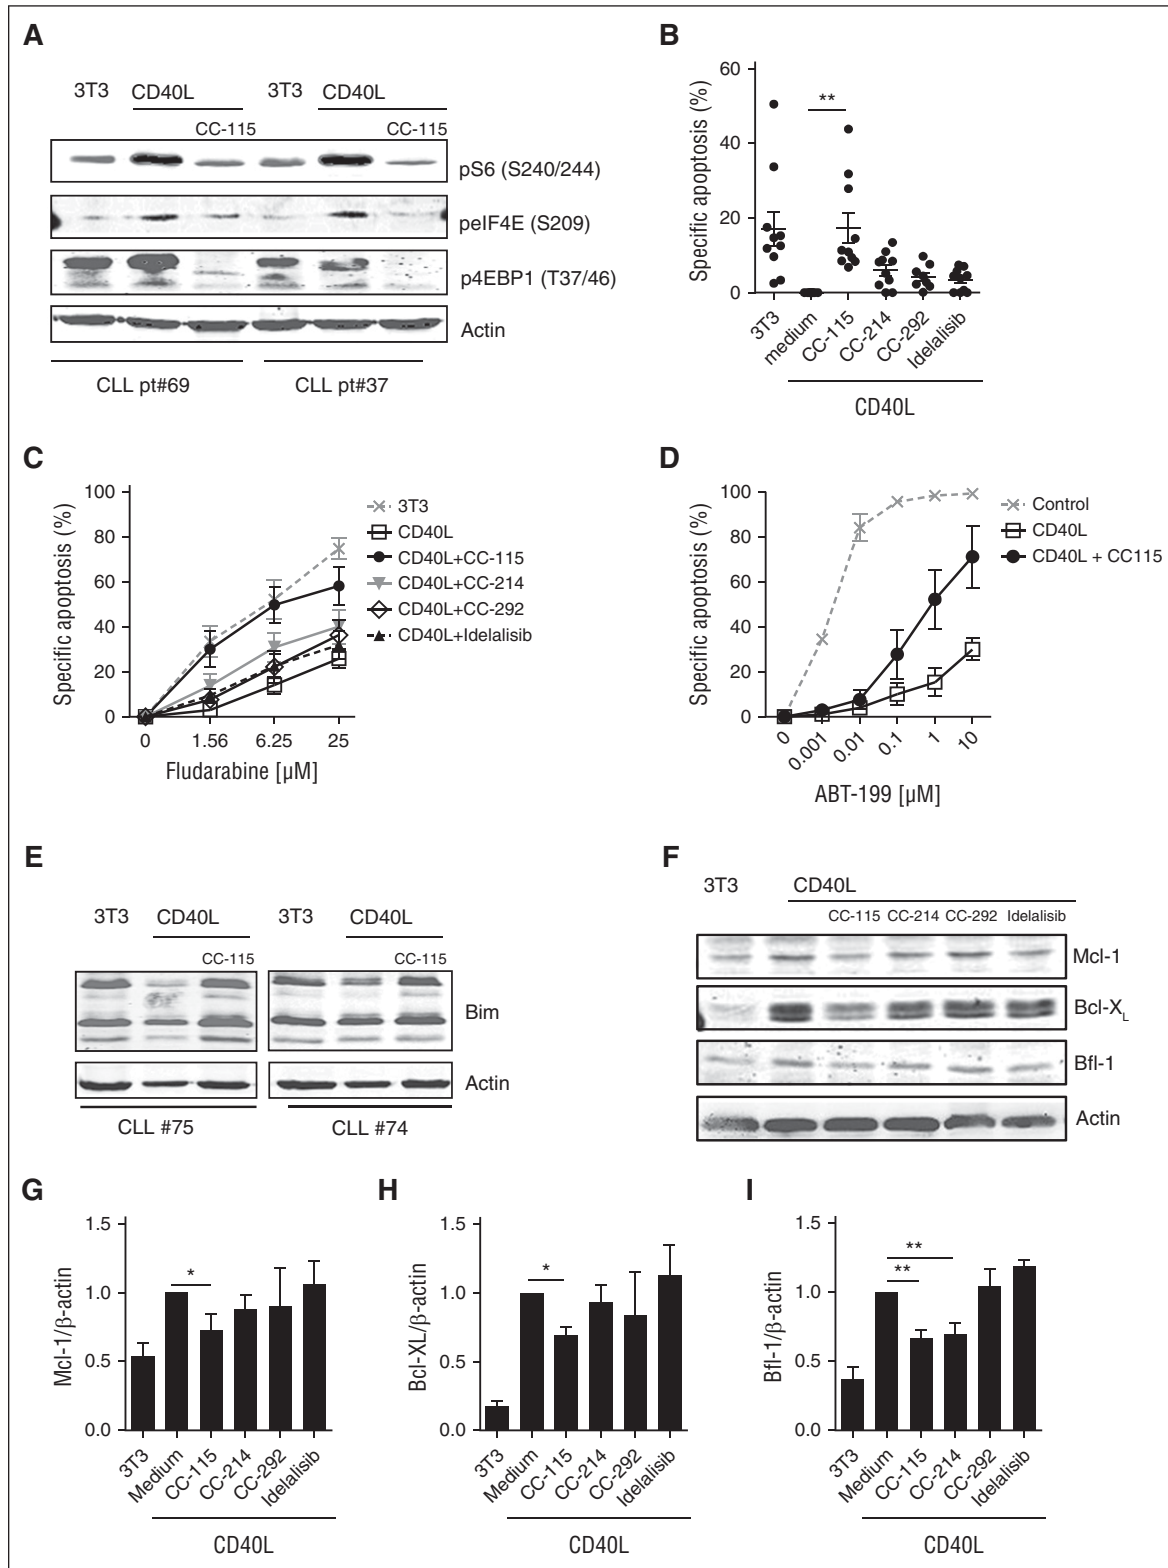 A
3T3 CD40L 3T3 CD40L
CC-115 CC-115
pS6 (S240/244)
peIF4E (S209)
p4EBP1 (T37/46)
Actin
CLL pt#69 CLL pt#37
B
Specific apoptosis (%)
60
40
20
0
**
3T3 medium CC-115 CC-214 CC-292 Idelalisib
CD40L
C
Specific apoptosis (%)
100
80
60
40
20
0
0 1.56 6.25 25
Fludarabine [µM]
3T3
CD40L
CD40L+CC-115
CD40L+CC-214
CD40L+CC-292
CD40L+Idelalisib
D
Specific apoptosis (%)
100
80
60
40
20
0
0 0.001 0.01 0.1 1 10
ABT-199 [µM]
Control
CD40L
CD40L + CC115
E
3T3 CD40L 3T3 CD40L
CC-115 CC-115
Bim
Actin
CLL #75 CLL #74
F
3T3 CD40L
CC-115 CC-214 CC-292 Idelalisib
Mcl-1
Bcl-XL
Bfl-1
Actin
G
Mcl-1/β-actin
1.5
1.0
0.5
0.0
*
3T3 Medium CC-115 CC-214 CC-292 Idelalisib
CD40L
H
Bcl-XL/β-actin
1.5
1.0
0.5
0.0
*
3T3 Medium CC-115 CC-214 CC-292 Idelalisib
CD40L
I
Bfl-1/β-actin
1.5
1.0
0.5
0.0
**
**
3T3 Medium CC-115 CC-214 CC-292 Idelalisib
CD40L